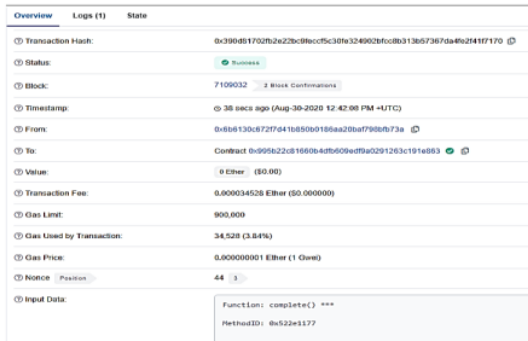 Overview Logs (1) State
Transaction Hash: 0x390d81702fb2e22bc9feccf5c30fe324902bfcc8b313b57367da4fe2f41f7170
Status: Success
Block: 7109032 2 Block Confirmations
Timestamp: 38 secs ago (Aug-30-2020 12:42:08 PM +UTC)
From: 0x6b6130c672f7d41b850b0186aa20baf790bfb73a
To: Contract 0x995b22c81660b4dfb609edf9a0291263c191e863
Value: 0 Ether ($0.00)
Transaction Fee: 0.000034528 Ether ($0.000000)
Gas Limit: 900,000
Gas Used by Transaction: 34,528 (3.84%)
Gas Price: 0.000000001 Ether (1 Gwei)
Nonce Position 44 3
Input Data:
Function: complete() ***
MethodID: 0x522e1177